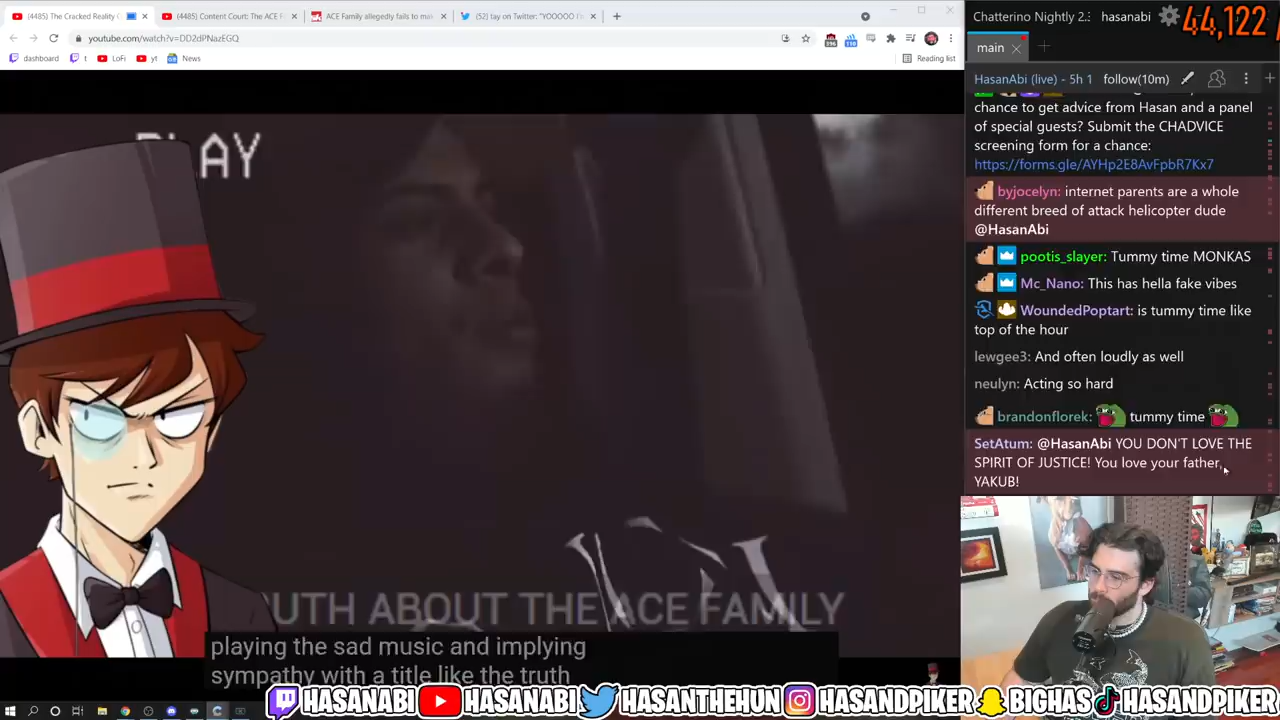 (4485) The Cracked Reality C
(4485) Content Court: The ACE F
ACE Family allegedly fails to mak
(52) tay on Twitter: "YOOOOO I'm
youtube.com/watch?v=DD2dPNazEGQ
396
110
dashboard
t
LoFi
yt
News
Reading list
PLAY
UTH ABOUT THE ACE FAMILY
playing the sad music and implying
sympathy with a title like the truth
Chatterino Nightly 2.
hasanabi
44,122
main
HasanAbi (live) - 5h 1
follow(10m)
chance to get advice from Hasan and a panel
of special guests? Submit the CHADVICE
screening form for a chance:
https://forms.gle/AYHp2E8AvFpbR7Kx7
byjocelyn: internet parents are a whole
different breed of attack helicopter dude
@HasanAbi
pootis_slayer: Tummy time MONKAS
Mc_Nano: This has hella fake vibes
WoundedPoptart: is tummy time like
top of the hour
lewgee3: And often loudly as well
neulyn: Acting so hard
brandonflorek: tummy time
SetAtum: @HasanAbi YOU DON'T LOVE THE
SPIRIT OF JUSTICE! You love your father,
YAKUB!
HASANABI
HASANABI
HASANTHEHUN
HASANDPIKER
BIGHAS
HASANDPIKER